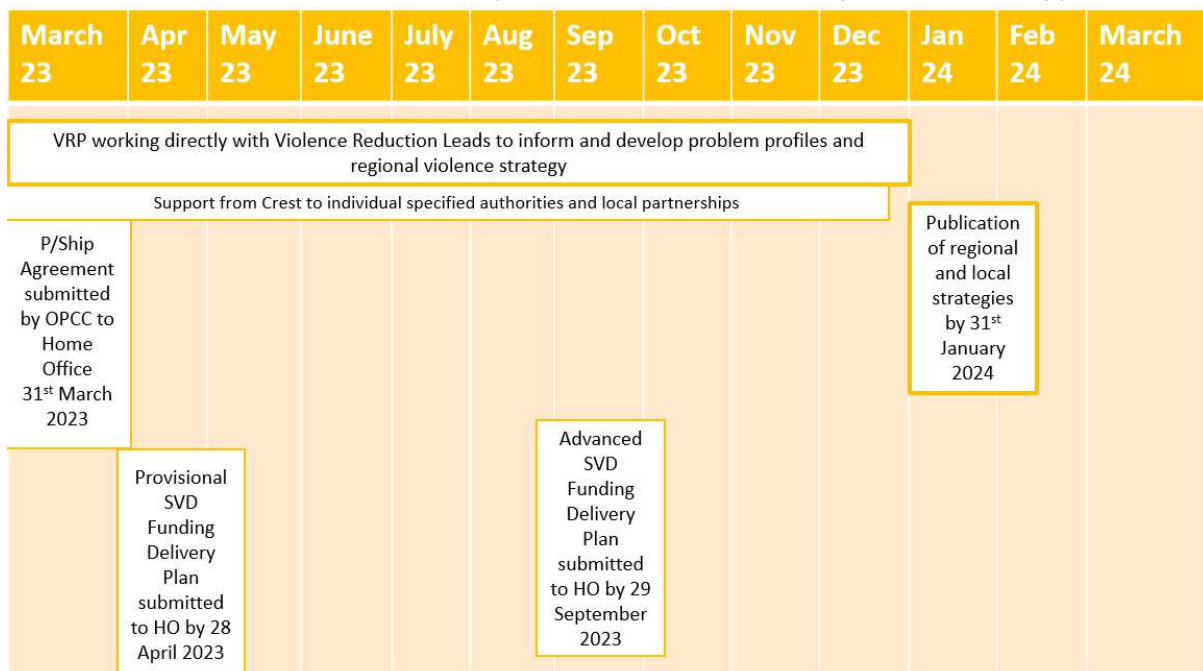 March 23 Apr 23 May 23 June 23 July 23 Aug 23 Sep 23 Oct 23 Nov 23 Dec 23 Jan 24 Feb 24 March 24
VRP working directly with Violence Reduction Leads to inform and develop problem profiles and
regional violence strategy
Support from Crest to individual specified authorities and local partnerships
P/Ship
Agreement
submitted
by OPCC to
Home
Office
31st March
2023
Publication
of regional
and local
strategies
by 31st
January
2024
Provisional
SVD
Funding
Delivery
Plan
submitted
to HO by 28
April 2023
Advanced
SVD
Funding
Delivery
Plan
submitted
to HO by 29
September
2023